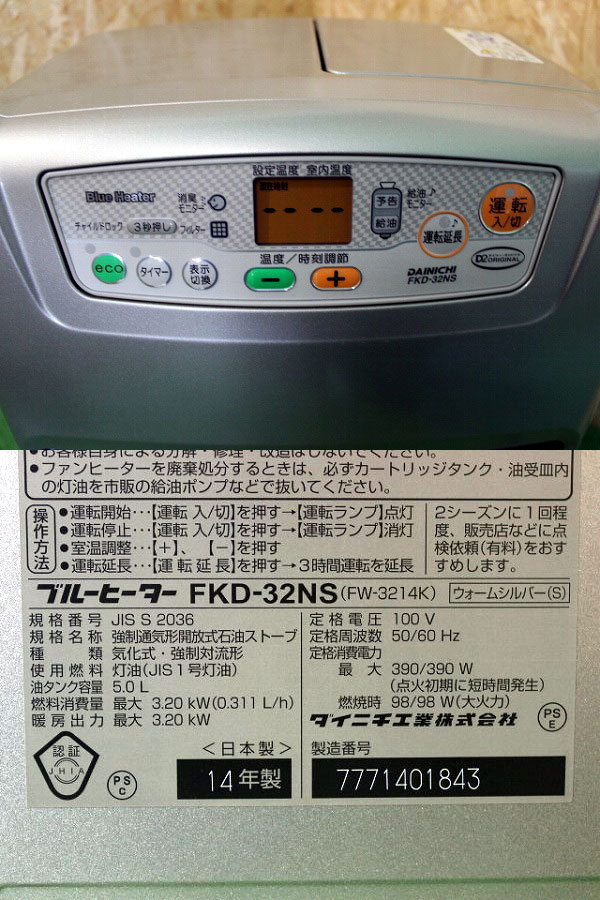 設定温度 室内温度
Blue Heater
消臭
モニター
運転時間
-- --
予告
給油
給油♪
モニター
運転
入/切
チャイルドロック 3秒押し フィルター
運転延長
eco
タイマー
表示
切換
温度/時刻調節
− +
DAINICHI
FKD-32NS
D2 ORIGINAL
●お客様自身による分解・修理・改造はしないでください。
●ファンヒーターを廃棄処分するときは、必ずカートリッジタンク・油受皿内
の灯油を市販の給油ポンプなどで抜いてください。
操作方法
●運転開始…【運転 入/切】を押す→【運転ランプ】点灯
●運転停止…【運転 入/切】を押す→【運転ランプ】消灯
●室温調整…【+】、【−】を押す
●運転延長…【運 転 延 長】を押す→3時間運転を延長
2シーズンに1回程
度、販売店などに点
検依頼(有料)をおす
すめします。
ブルーヒーター FKD-32NS(FW-3214K) ウォームシルバー(S)
規格番号 JIS S 2036
規格名称 強制通気形開放式石油ストーブ
種類 気化式・強制対流形
使用燃料 灯油(JIS1号灯油)
油タンク容量 5.0 L
燃料消費量 最大 3.20 kW(0.311 L/h)
暖房出力 最大 3.20 kW
定格電圧 100 V
定格周波数 50/60 Hz
定格消費電力
最大 390/390 W
(点火初期に短時間発生)
燃焼時 98/98 W(大火力)
ダイニチ工業株式会社
PS
E
認証
JHIA
PS
C
<日本製>
14年製
製造番号
7771401843